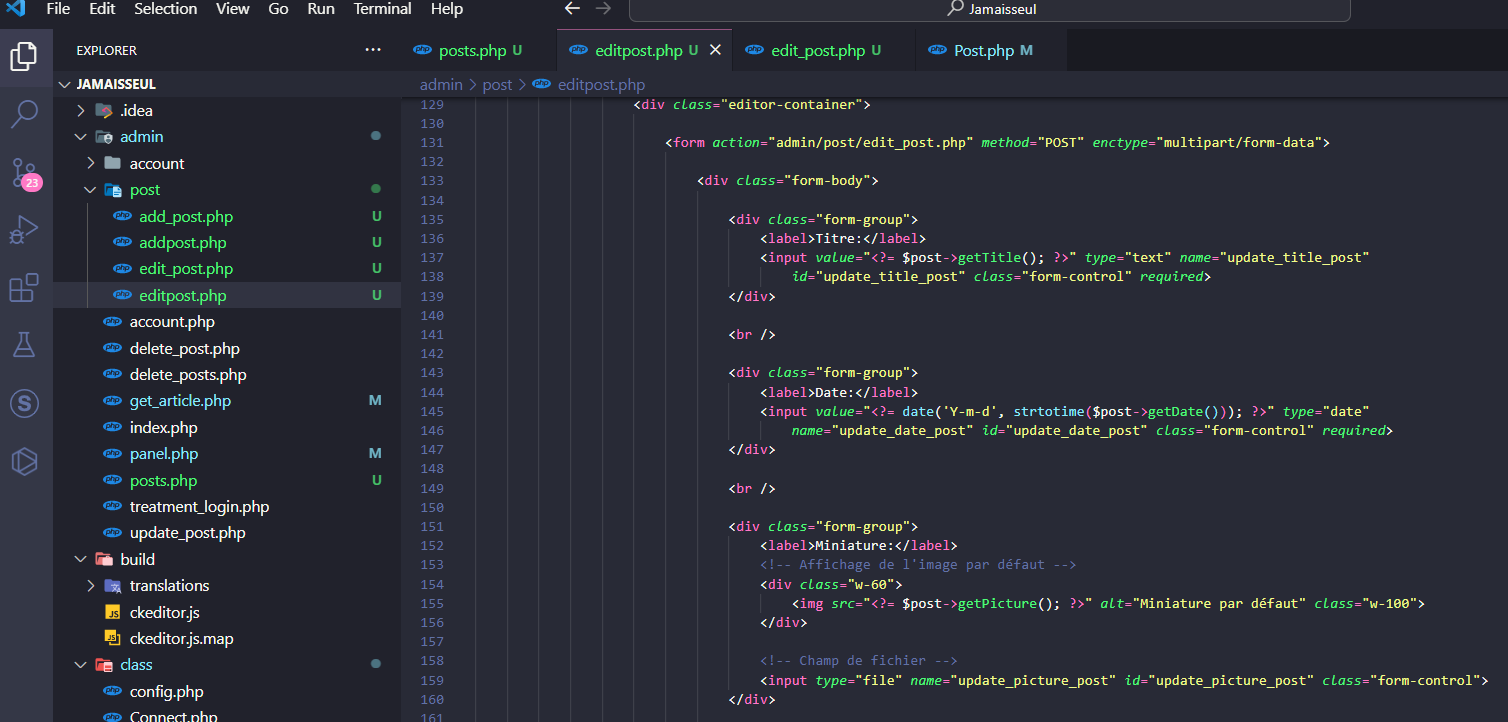 File Edit Selection View Go Run Terminal Help Jamaisseul
EXPLORER
posts.php U
editpost.php U
edit_post.php U
Post.php M
JAMAISSEUL
.idea
admin
account
post
add_post.php U
addpost.php U
edit_post.php U
editpost.php U
account.php
delete_post.php
delete_posts.php
get_article.php M
index.php
panel.php M
posts.php U
treatment_login.php
update_post.php
build
translations
ckeditor.js
ckeditor.js.map
class
config.php
Connect.php
23
admin > post > editpost.php
129 <div class="editor-container">
130
131 <form action="admin/post/edit_post.php" method="POST" enctype="multipart/form-data">
132
133 <div class="form-body">
134
135 <div class="form-group">
136 <label>Titre:</label>
137 <input value="<?= $post->getTitle(); ?>" type="text" name="update_title_post"
138 id="update_title_post" class="form-control" required>
139 </div>
140
141 <br />
142
143 <div class="form-group">
144 <label>Date:</label>
145 <input value="<?= date('Y-m-d', strtotime($post->getDate())); ?>" type="date"
146 name="update_date_post" id="update_date_post" class="form-control" required>
147 </div>
148
149 <br />
150
151 <div class="form-group">
152 <label>Miniature:</label>
153 <!-- Affichage de l'image par défaut -->
154 <div class="w-60">
155 <img src="<?= $post->getPicture(); ?>" alt="Miniature par défaut" class="w-100">
156 </div>
157
158 <!-- Champ de fichier -->
159 <input type="file" name="update_picture_post" id="update_picture_post" class="form-control">
160 </div>
161